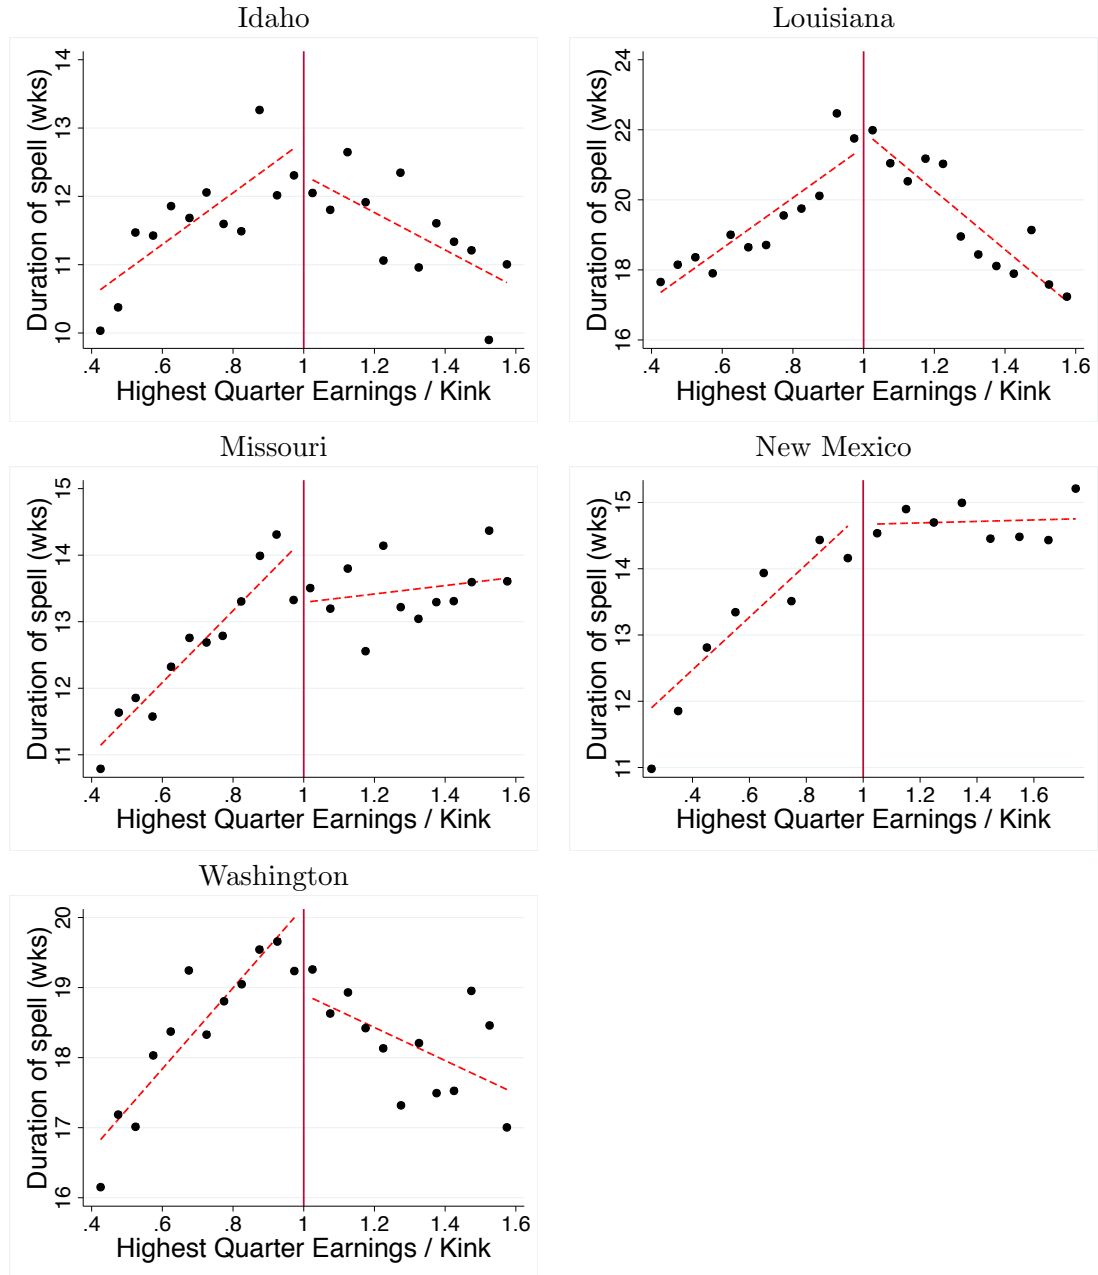 Idaho
Duration of spell (wks)
14
13
12
11
10
.4 .6 .8 1 1.2 1.4 1.6
Highest Quarter Earnings / Kink
Louisiana
Duration of spell (wks)
24
22
20
18
16
.4 .6 .8 1 1.2 1.4 1.6
Highest Quarter Earnings / Kink
Missouri
Duration of spell (wks)
15
14
13
12
11
.4 .6 .8 1 1.2 1.4 1.6
Highest Quarter Earnings / Kink
New Mexico
Duration of spell (wks)
15
14
13
12
11
.4 .6 .8 1 1.2 1.4 1.6
Highest Quarter Earnings / Kink
Washington
Duration of spell (wks)
20
19
18
17
16
.4 .6 .8 1 1.2 1.4 1.6
Highest Quarter Earnings / Kink